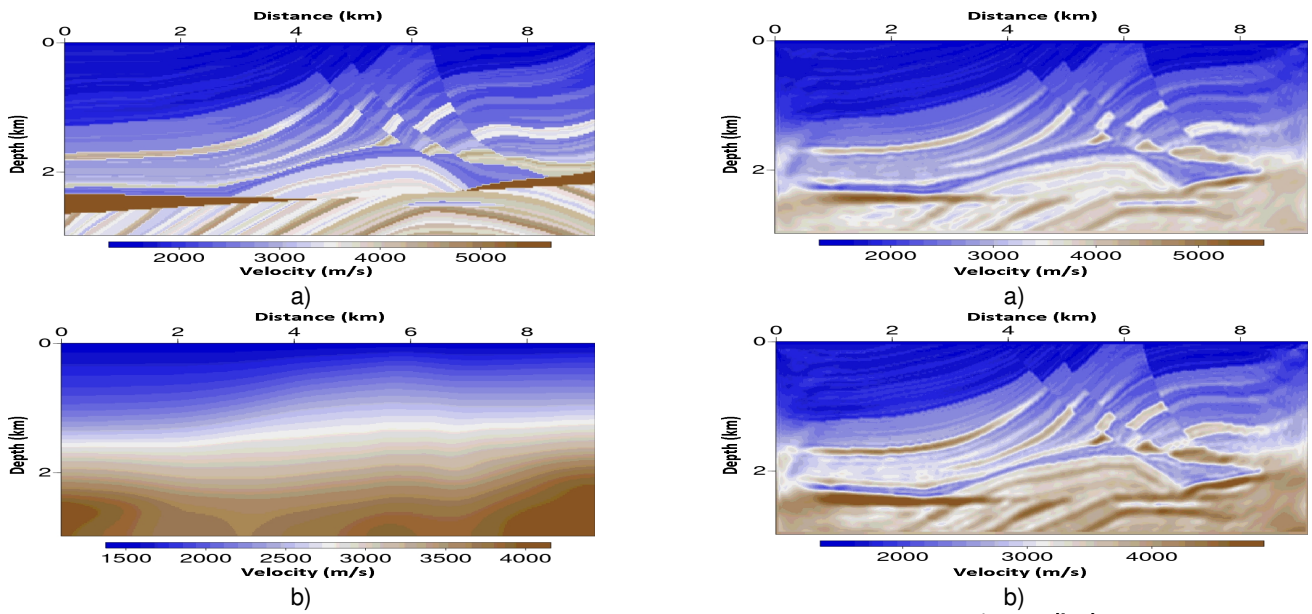 Distance (km)
0 2 4 6 8
0
2
Depth (km)
2000 3000 4000 5000
Velocity (m/s)
a)
Distance (km)
0 2 4 6 8
0
2
Depth (km)
1500 2000 2500 3000 3500 4000
Velocity (m/s)
b)
Distance (km)
0 2 4 6 8
0
2
Depth (km)
2000 3000 4000 5000
Velocity (m/s)
a)
Distance (km)
0 2 4 6 8
0
2
Depth (km)
2000 3000 4000
Velocity (m/s)
b)